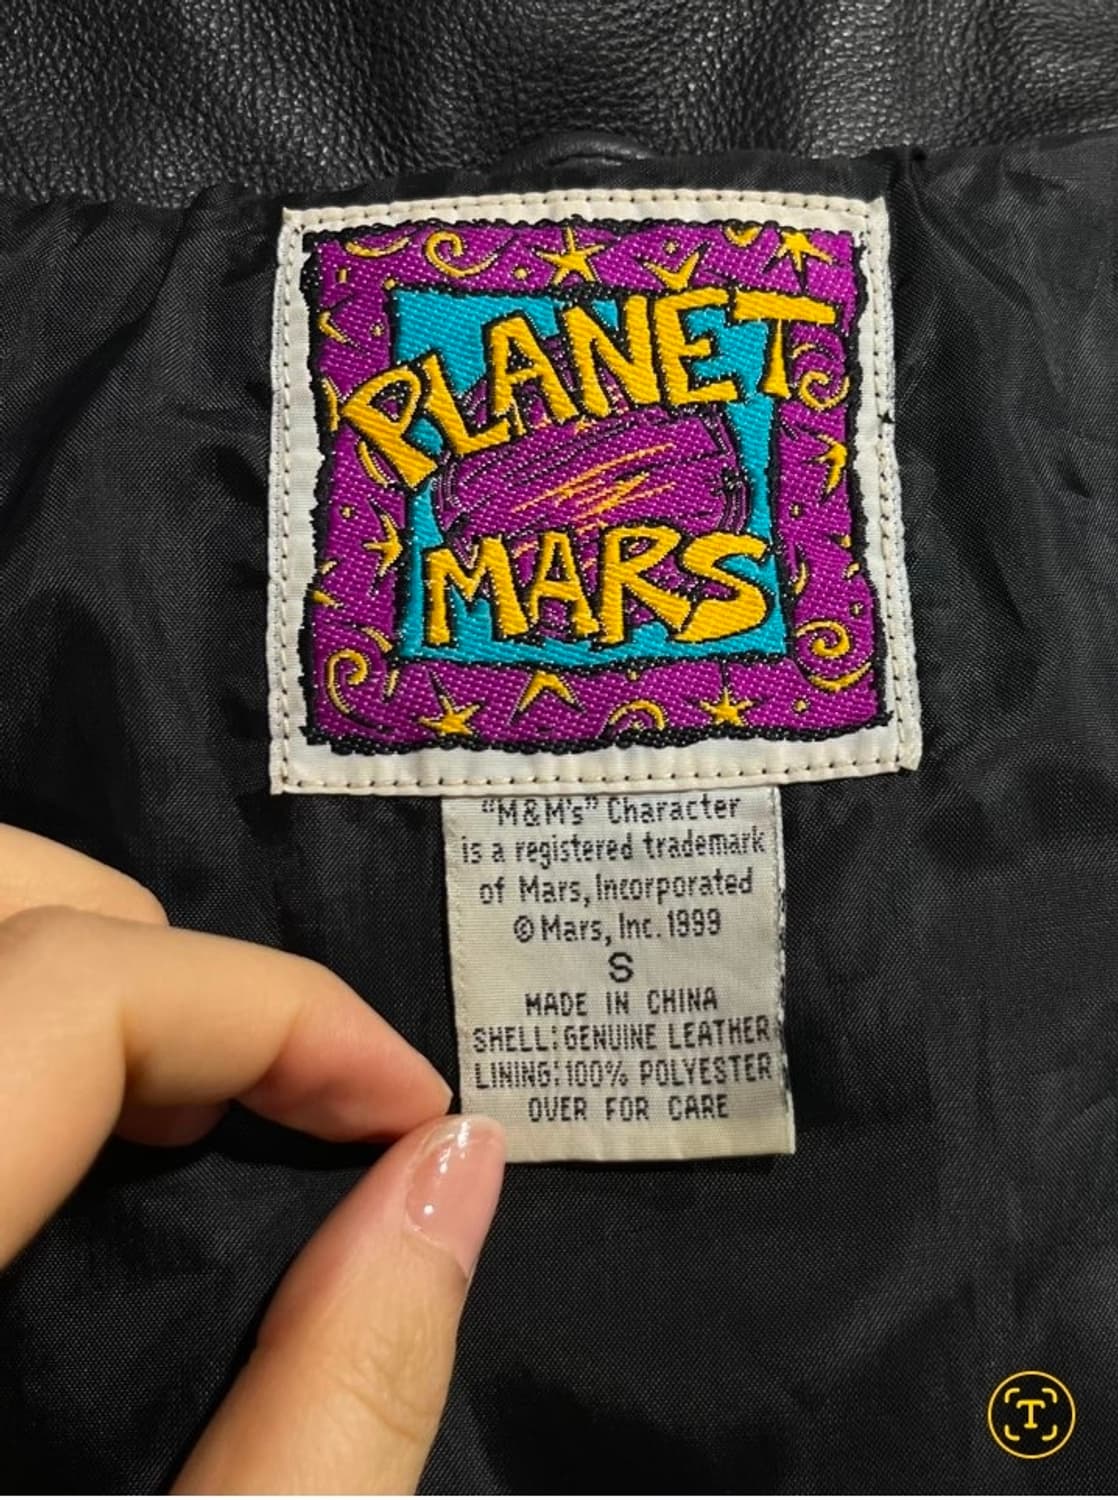 PLANET
MARS
"M&M's" Character
is a registered trademark
of Mars, Incorporated
© Mars, Inc. 1999
S
MADE IN CHINA
SHELL: GENUINE LEATHER
LINING: 100% POLYESTER
OVER FOR CARE
T